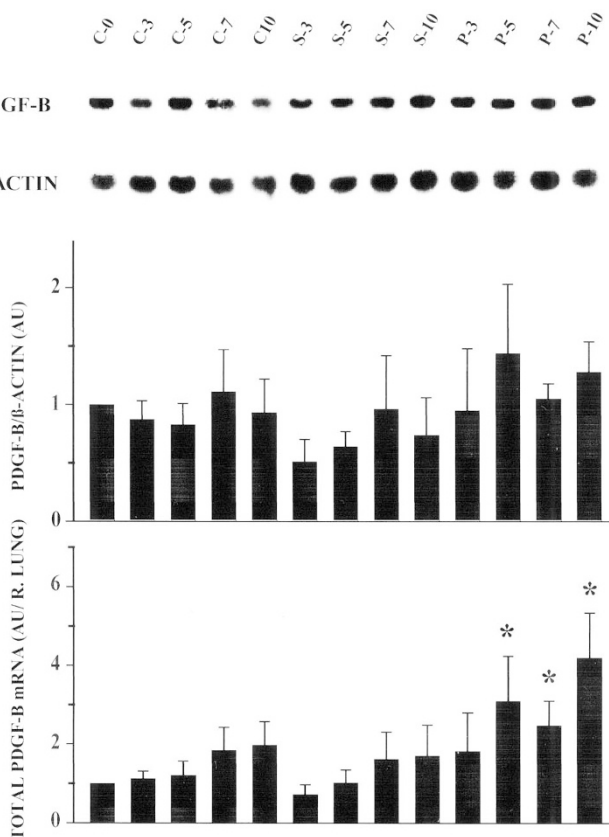 C-0 C-3 C-5 C-7 C10 S-3 S-5 S-7 S-10 P-3 P-5 P-7 P-10
GF-B
ACTIN
PDGF-B/ß-ACTIN (AU)
2
1
0
TOTAL PDGF-B mRNA (AU/ R. LUNG)
6
4
2
0
* * *